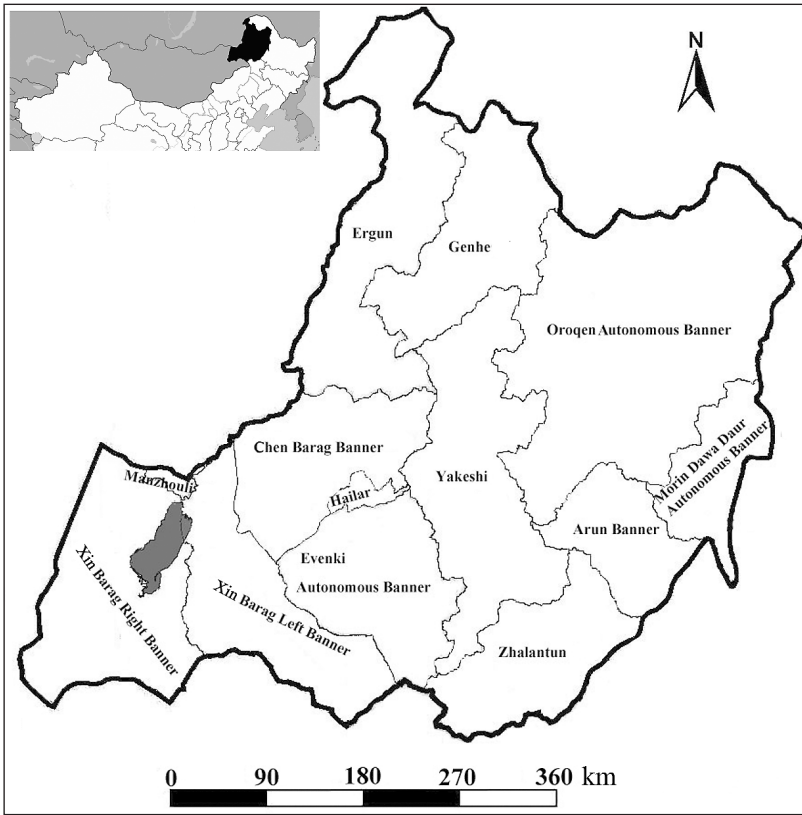 N
Ergun
Genhe
Oroqen Autonomous Banner
Chen Barag Banner
Morin Dawa Daur
Autonomous Banner
Manzhouli
Hailar
Yakeshi
Arun Banner
Evenki
Autonomous Banner
Xin Barag Right Banner
Xin Barag Left Banner
Zhalantun
0 90 180 270 360 km